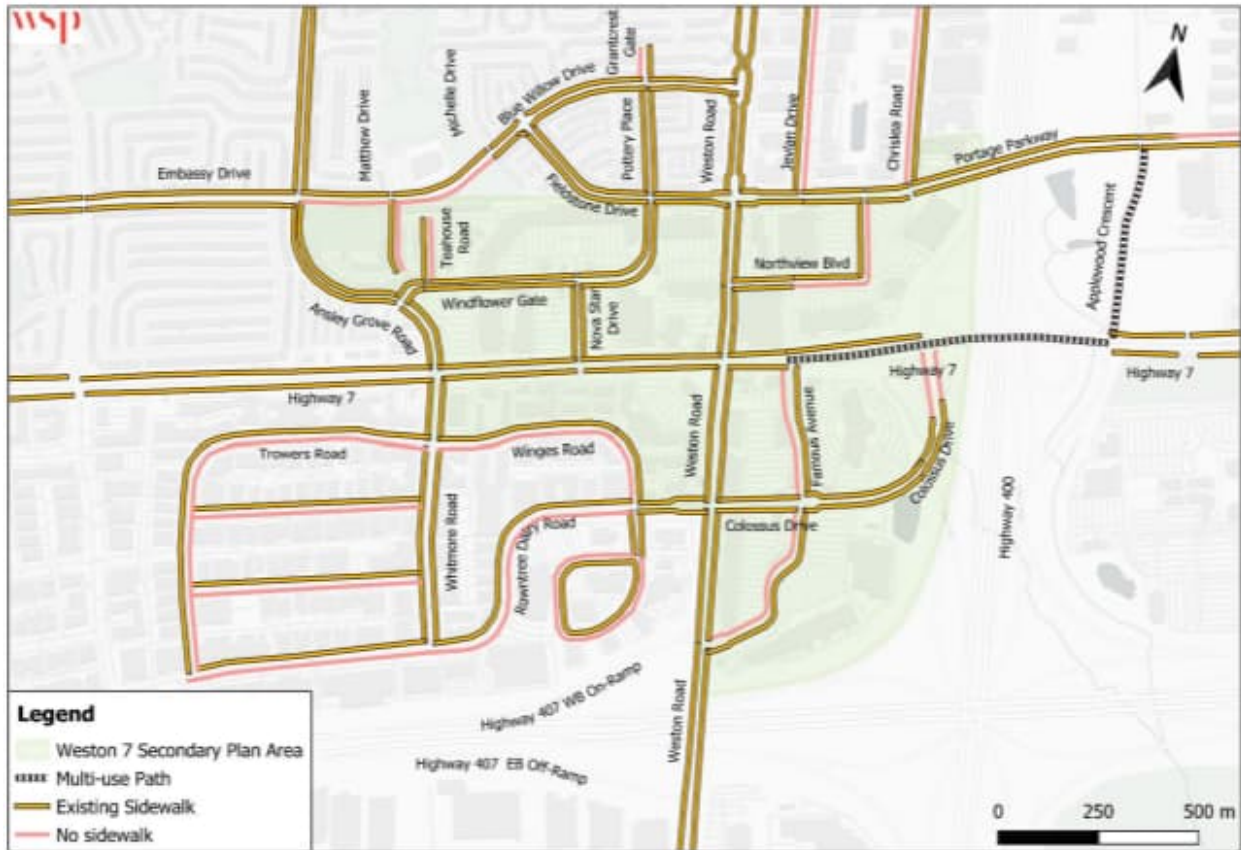 wsp
N
Grantcrest
Gate
Michelle Drive
Blue Willow Drive
Matthew Drive
Embassy Drive
Pottery Place
Weston Road
Jevlan Drive
Chrislea Road
Portage Parkway
Fieldstone Drive
Teahouse
Road
Northview Blvd
Applewood Crescent
Windflower Gate
Nova Star
Drive
Ansley Grove Road
Highway 7
Highway 7
Highway 7
Trowers Road
Winges Road
Weston Road
Famous Avenue
Colossus Drive
Whitmore Road
Rowntree Dairy Road
Colossus Drive
Highway 400
Highway 407 WB On-Ramp
Weston Road
Highway 407 EB Off-Ramp
Legend
Weston 7 Secondary Plan Area
Multi-use Path
Existing Sidewalk
No sidewalk
0 250 500 m